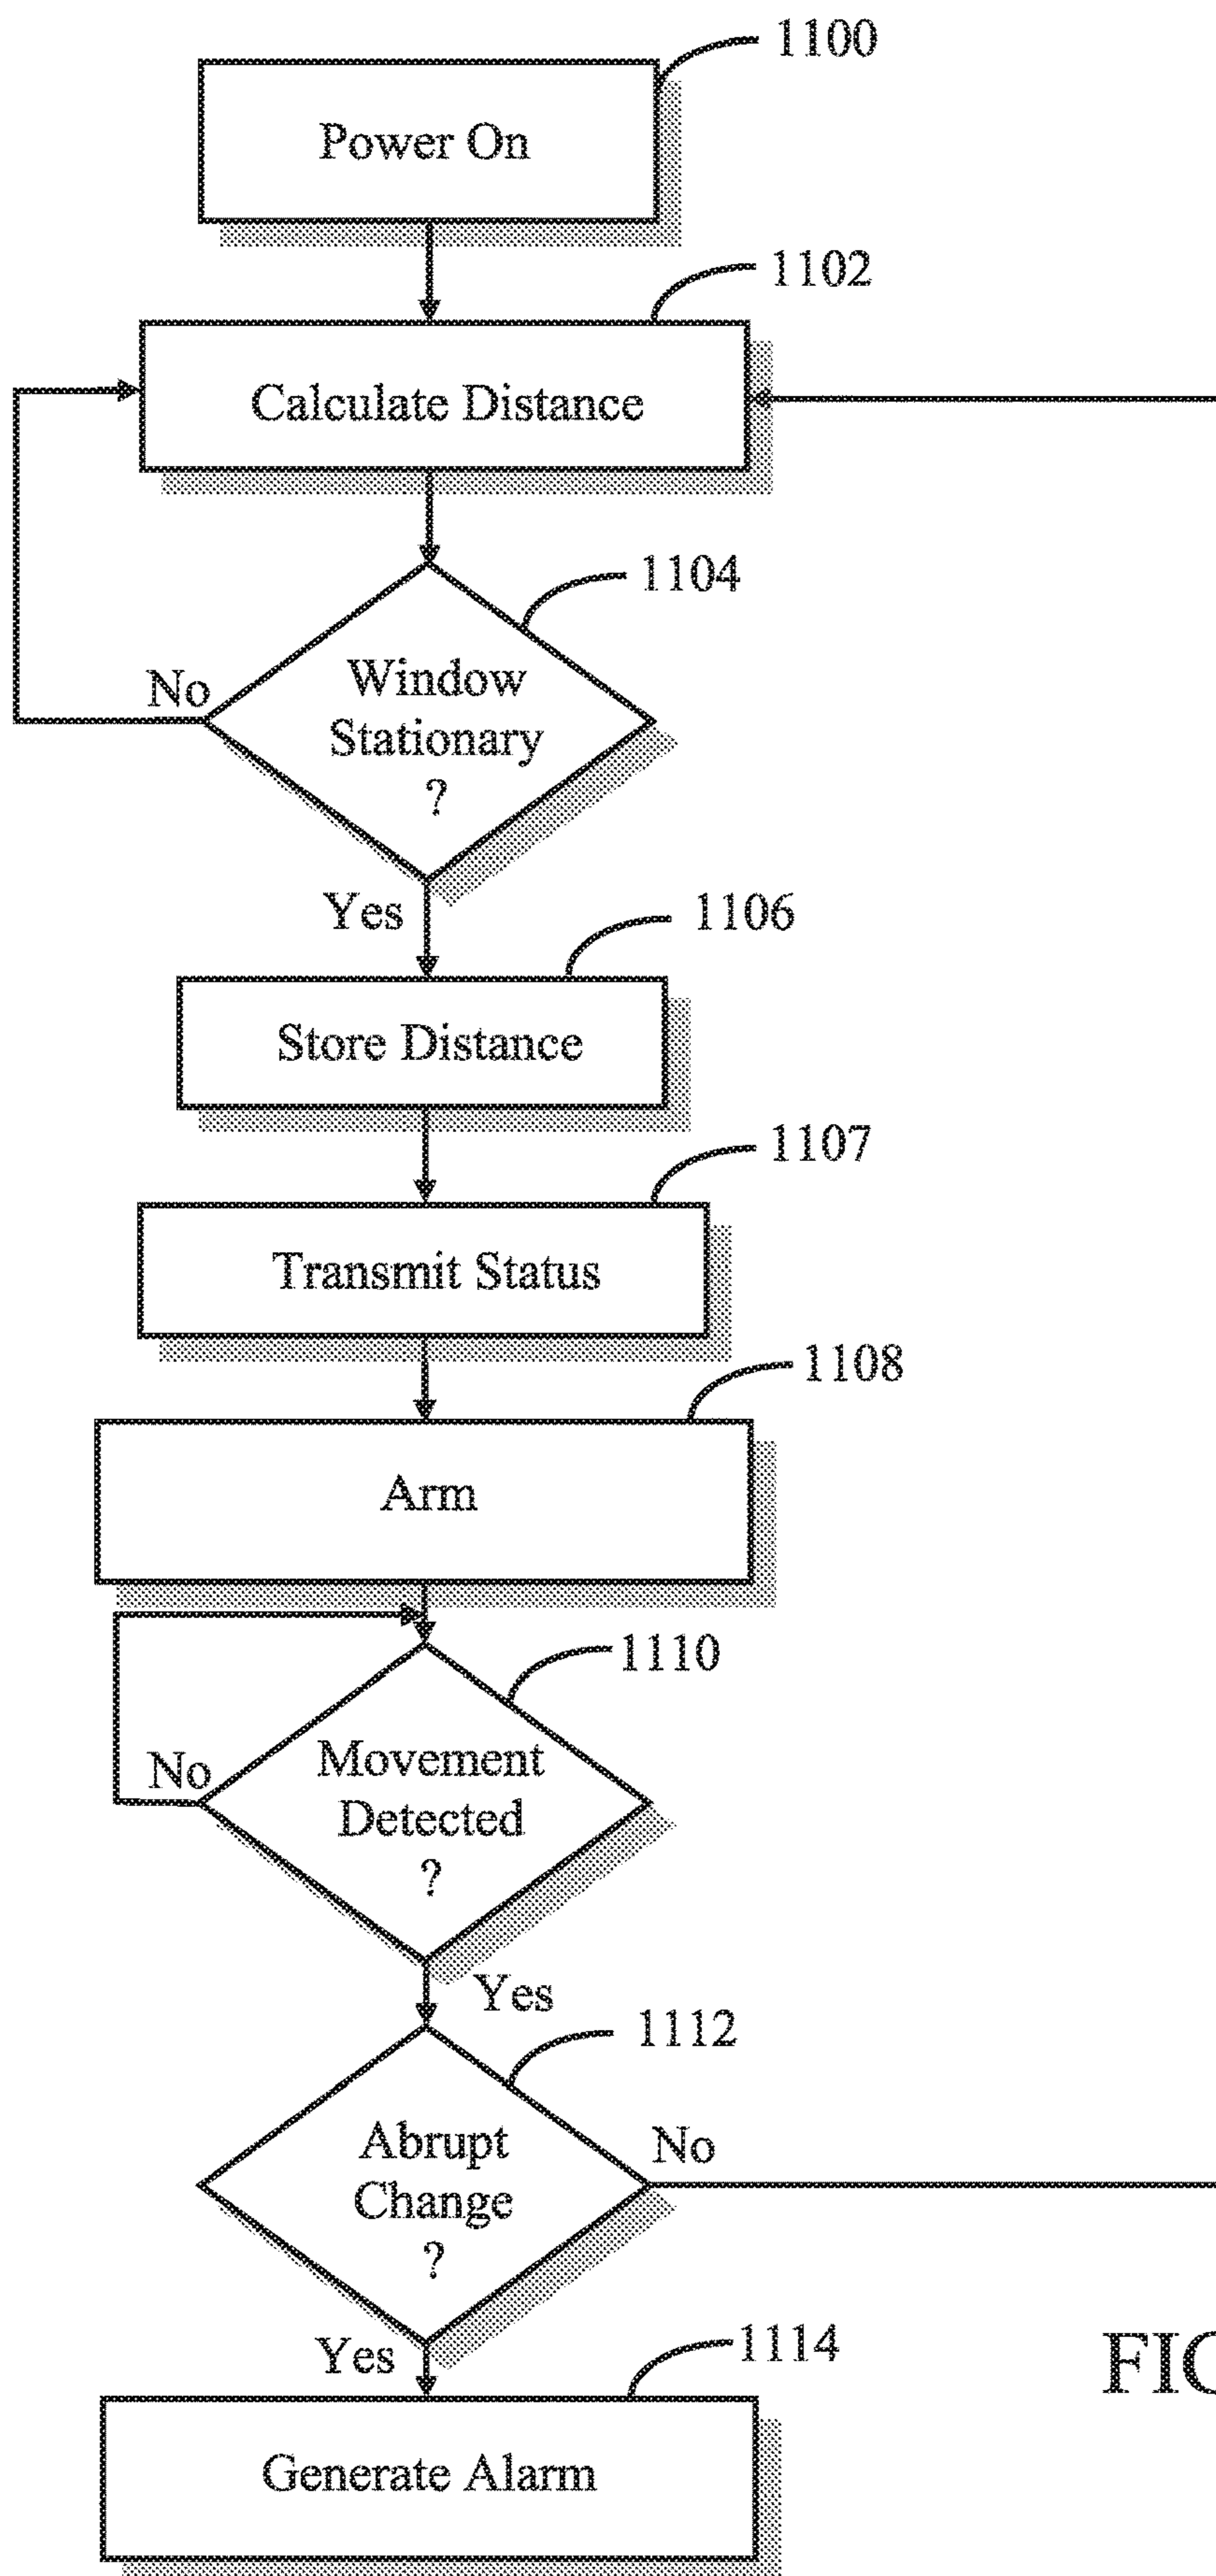 1100
Power On
1102
Calculate Distance
1104
No
Window
Stationary
?
Yes
1106
Store Distance
1107
Transmit Status
1108
Arm
1110
No
Movement
Detected
?
Yes
1112
Abrupt
Change
?
No
Yes
1114
FIG
Generate Alarm